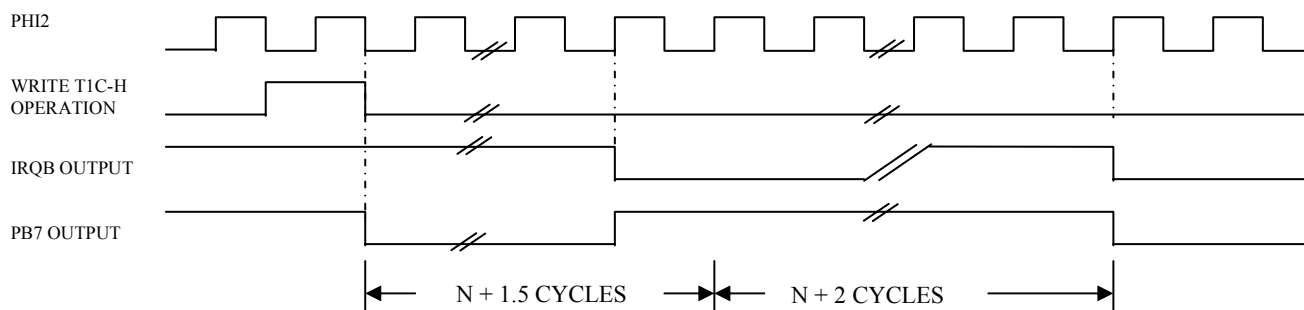 PHI2
WRITE T1C-H
OPERATION
IRQB OUTPUT
PB7 OUTPUT
N + 1.5 CYCLES
N + 2 CYCLES